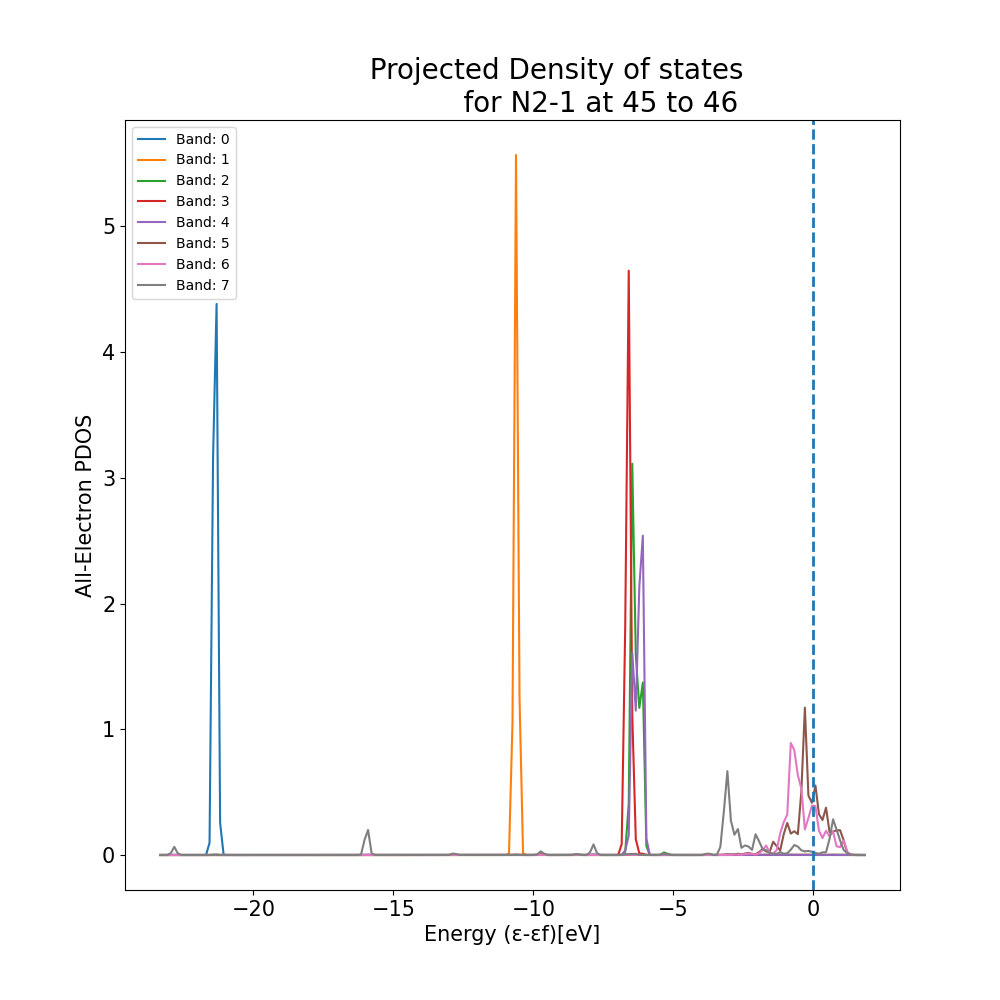 Projected Density of states
for N2-1 at 45 to 46
Band: 0
Band: 1
Band: 2
Band: 3
Band: 4
Band: 5
Band: 6
Band: 7
5
4
3
2
1
0
All-Electron PDOS
−20
−15
−10
−5
0
Energy (ε-εf)[eV]